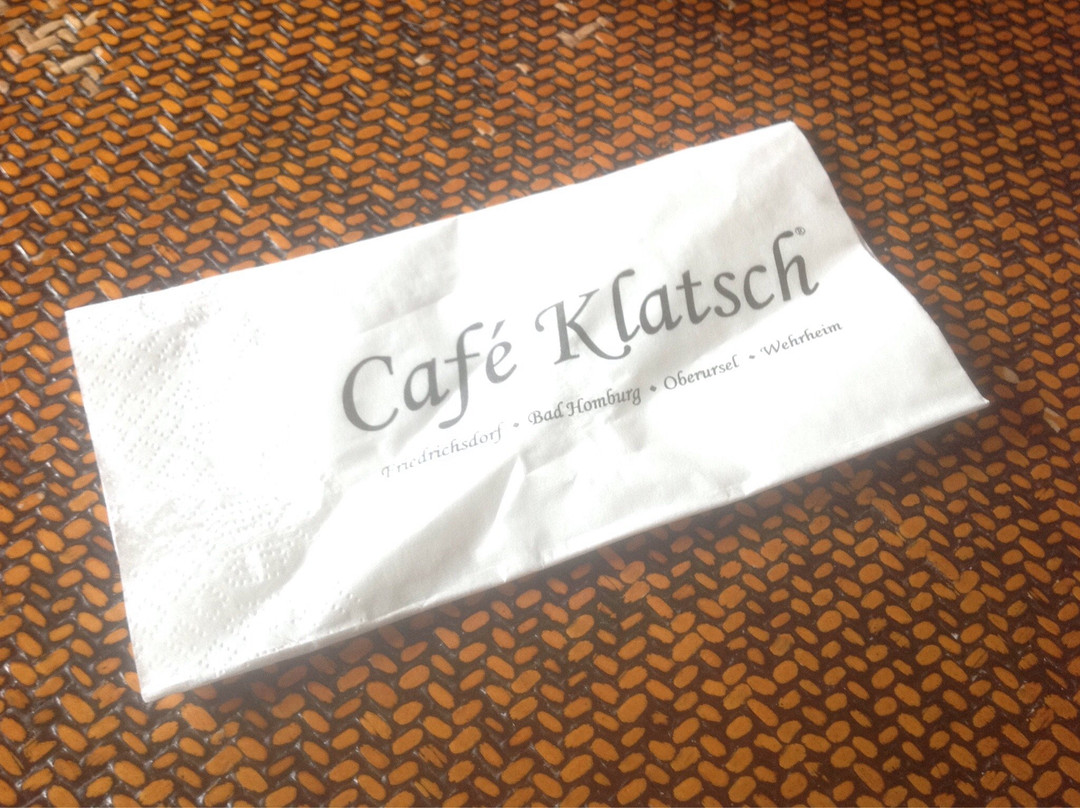 Café Klatsch®
Friedrichsdorf • Bad Homburg • Oberursel • Wehrheim